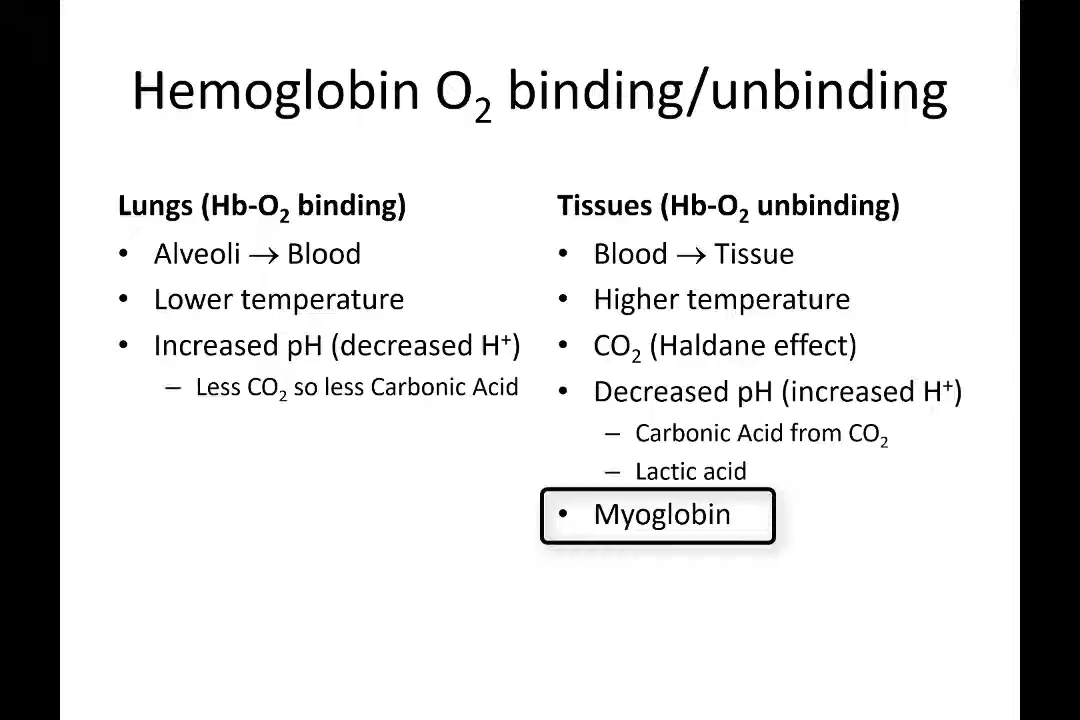 Hemoglobin O₂ binding/unbinding
Lungs (Hb-O₂ binding)
• Alveoli → Blood
• Lower temperature
• Increased pH (decreased H⁺)
– Less CO₂ so less Carbonic Acid
Tissues (Hb-O₂ unbinding)
• Blood → Tissue
• Higher temperature
• CO₂ (Haldane effect)
• Decreased pH (increased H⁺)
– Carbonic Acid from CO₂
– Lactic acid
• Myoglobin